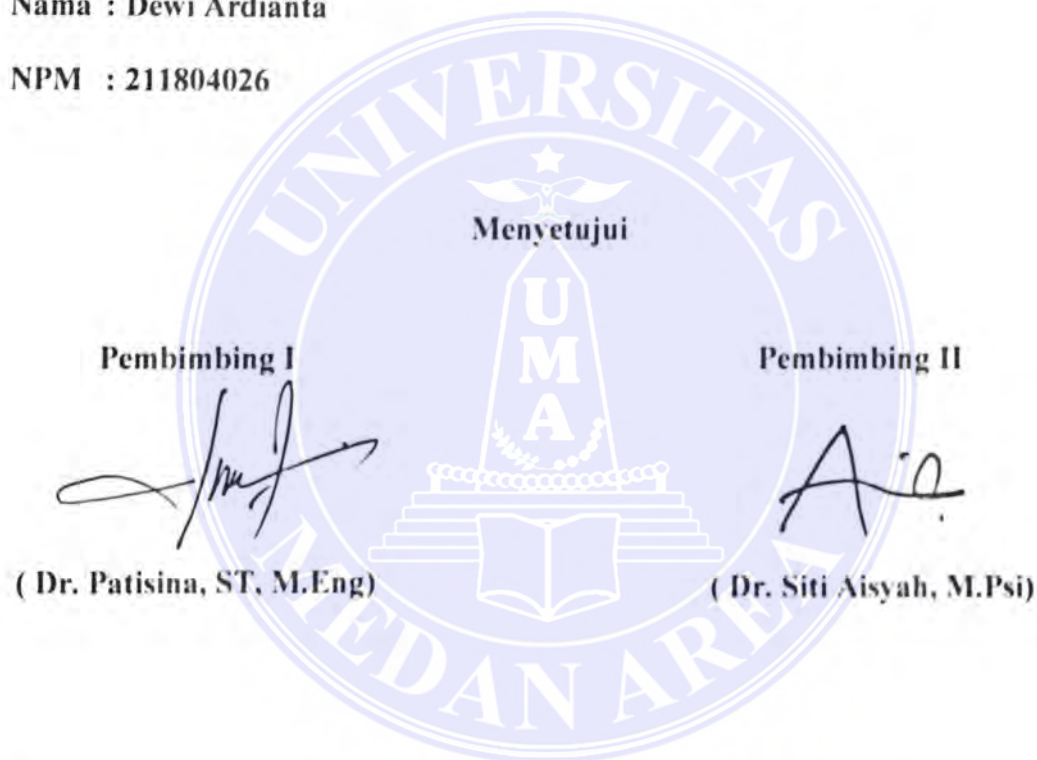 Nama : Dewi Ardianta
NPM : 211804026
UNIVERSITAS
Menyetujui
UMA
Pembimbing I
Pembimbing II
( Dr. Patisina, ST, M.Eng)
( Dr. Siti Aisyah, M.Psi)
MEDAN AREA